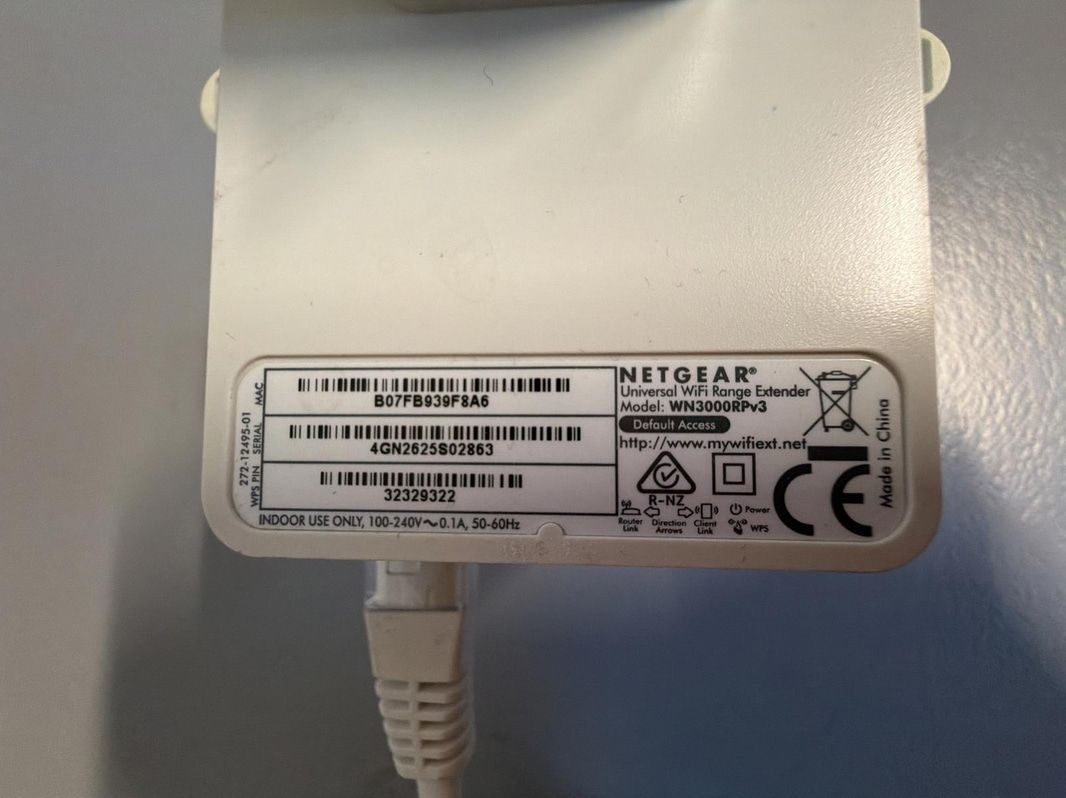 MAC
B07FB939F8A6
SERIAL
4GN2625S02863
WPS PIN
32329322
272-12495-01
INDOOR USE ONLY, 100-240V～0.1A, 50-60Hz
NETGEAR®
Universal WiFi Range Extender
Model: WN3000RPv3
Default Access
http://www.mywifiext.net
R-NZ
Router Link
Direction Arrows
Client Link
Power
WPS
CE
Made in China